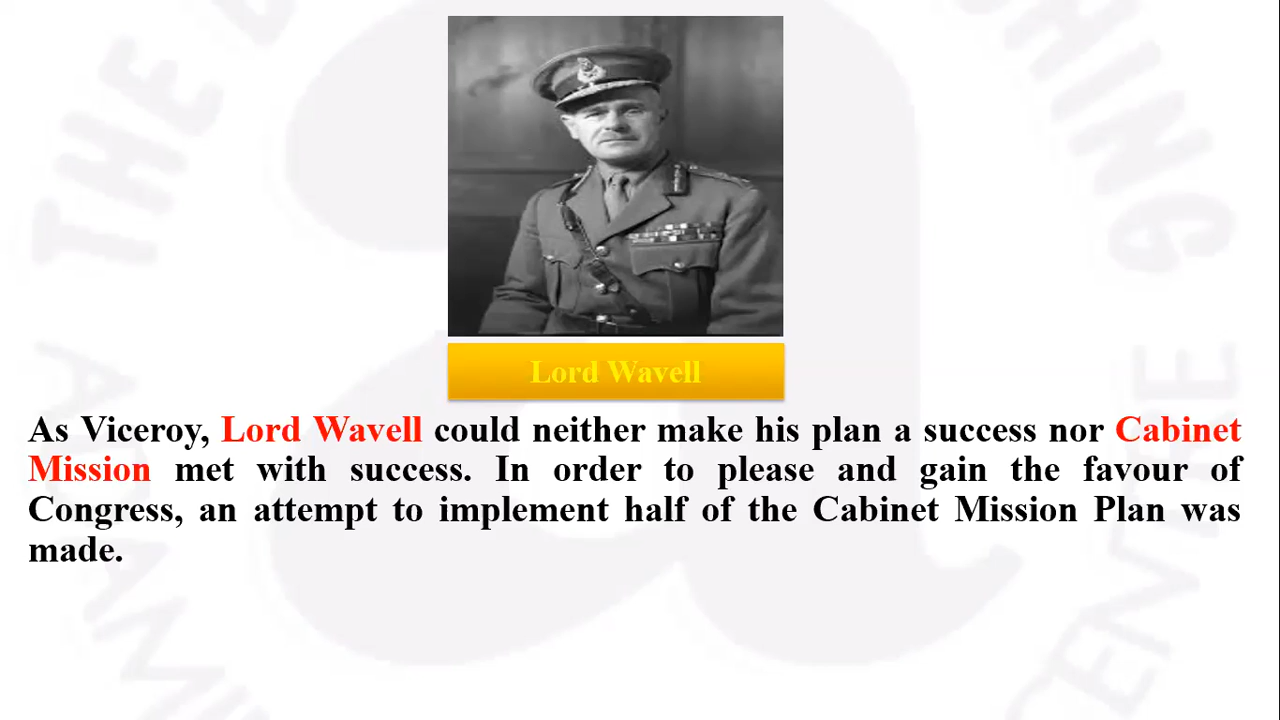 Lord Wavell
As Viceroy, Lord Wavell could neither make his plan a success nor Cabinet
Mission met with success. In order to please and gain the favour of
Congress, an attempt to implement half of the Cabinet Mission Plan was
made.